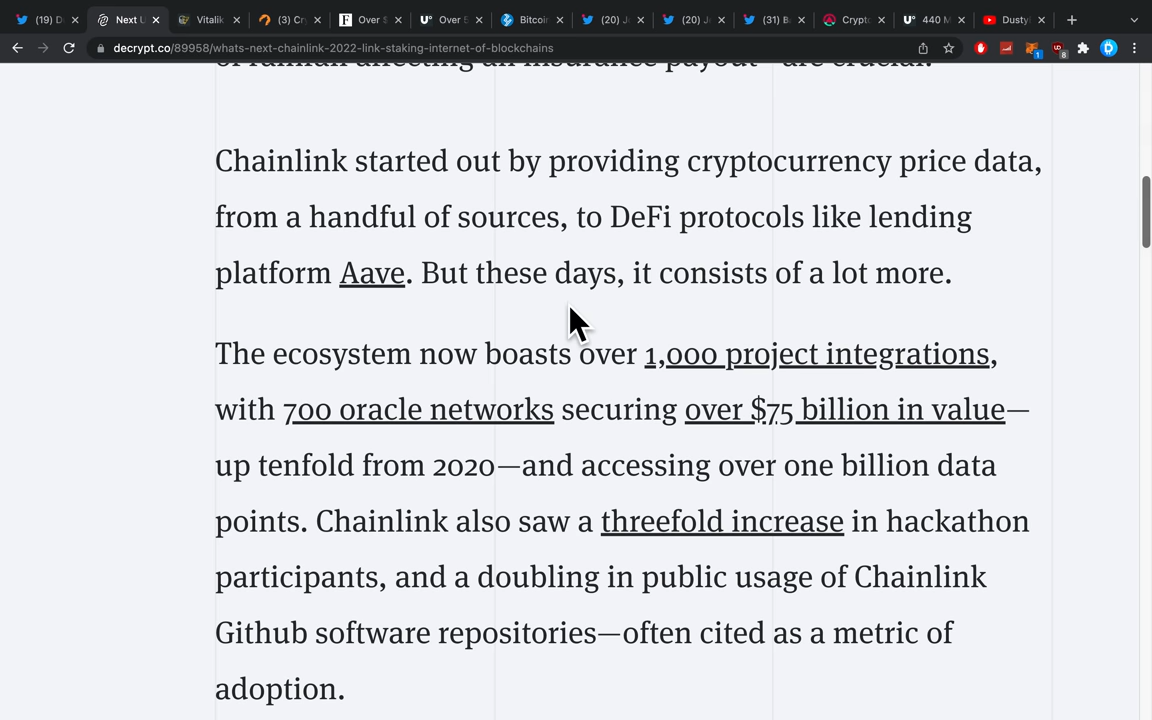 (19) D
Next U
Vitalik
(3) Cr
Over S
Over S
Bitcoin
(20) J
(20) J
(31) B
Crypto
440 M
Dusty
decrypt.co/89958/whats-next-chainlink-2022-link-staking-internet-of-blockchains
of rainfall affecting an insurance payout—are crucial.
Chainlink started out by providing cryptocurrency price data,
from a handful of sources, to DeFi protocols like lending
platform Aave. But these days, it consists of a lot more.
The ecosystem now boasts over 1,000 project integrations,
with 700 oracle networks securing over $75 billion in value—
up tenfold from 2020—and accessing over one billion data
points. Chainlink also saw a threefold increase in hackathon
participants, and a doubling in public usage of Chainlink
Github software repositories—often cited as a metric of
adoption.